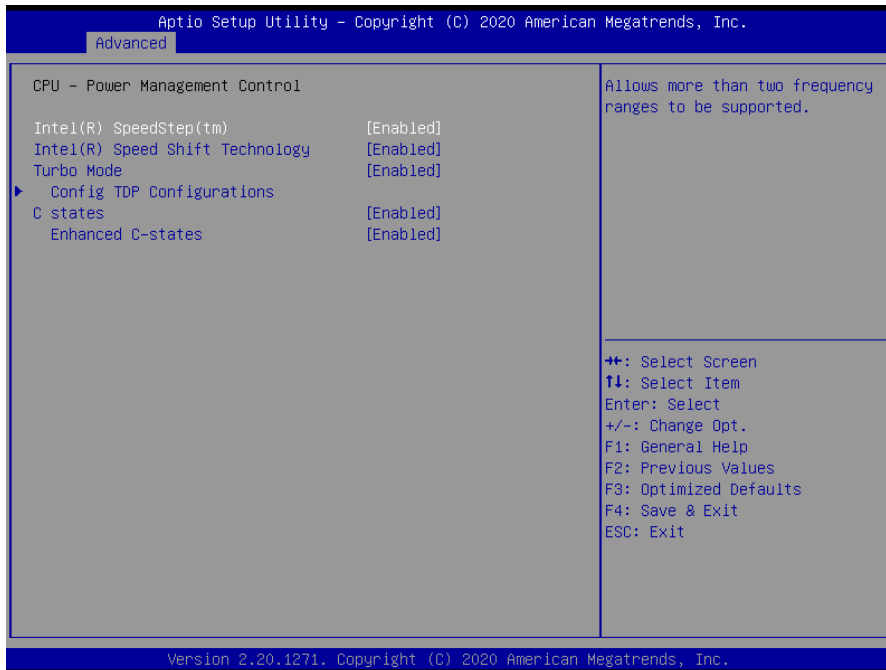 Aptio Setup Utility – Copyright (C) 2020 American Megatrends, Inc.
Advanced
CPU – Power Management Control
Intel(R) SpeedStep(tm) [Enabled]
Intel(R) Speed Shift Technology [Enabled]
Turbo Mode [Enabled]
Config TDP Configurations
C states [Enabled]
Enhanced C-states [Enabled]
Allows more than two frequency
ranges to be supported.
→←: Select Screen
↑↓: Select Item
Enter: Select
+/-: Change Opt.
F1: General Help
F2: Previous Values
F3: Optimized Defaults
F4: Save & Exit
ESC: Exit
Version 2.20.1271. Copyright (C) 2020 American Megatrends, Inc.